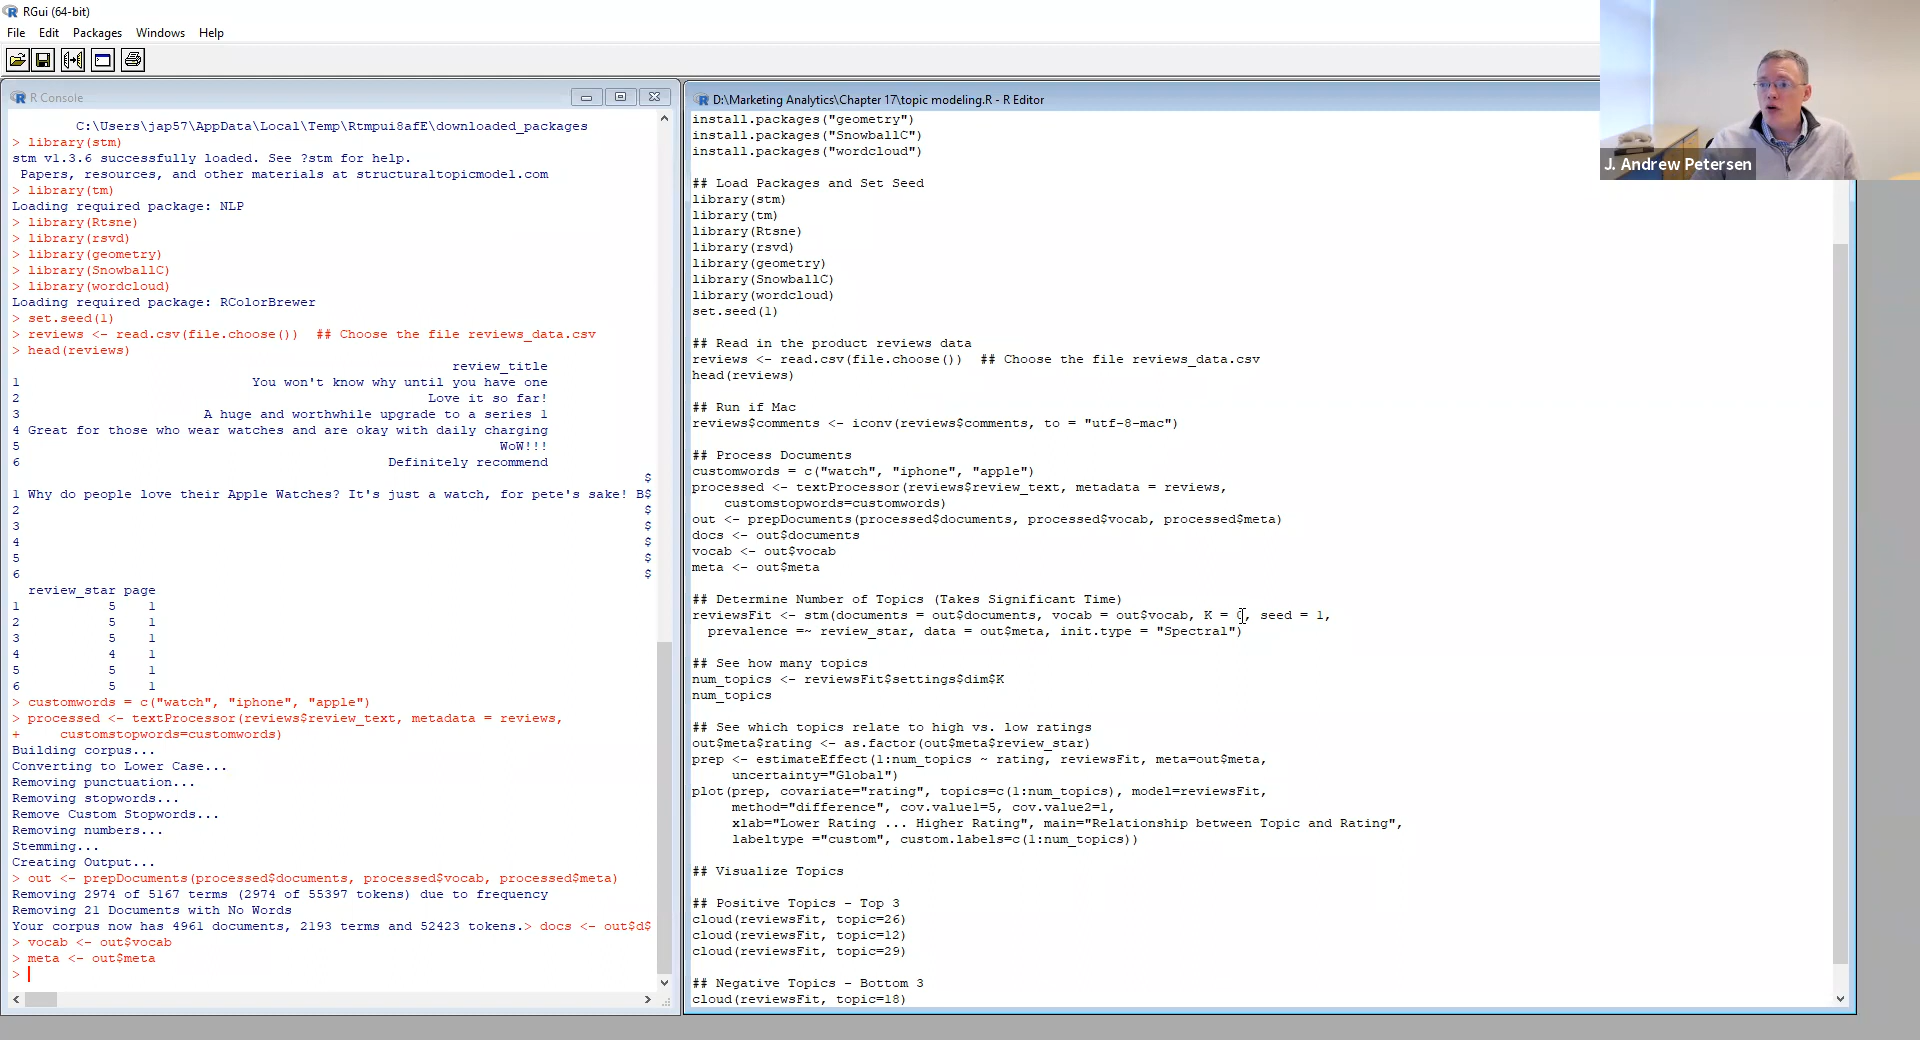 RGui (64-bit)
File Edit Packages Windows Help
R Console
C:\Users\jap57\AppData\Local\Temp\Rtmpui8afE\downloaded_packages
> library(stm)
stm v1.3.6 successfully loaded. See ?stm for help.
Papers, resources, and other materials at structuraltopicmodel.com
> library(tm)
Loading required package: NLP
> library(Rtsne)
> library(rsvd)
> library(geometry)
> library(SnowballC)
> library(wordcloud)
Loading required package: RColorBrewer
> set.seed(1)
> reviews <- read.csv(file.choose())  ## Choose the file reviews_data.csv
> head(reviews)
review_title
1 You won't know why until you have one
2 Love it so far!
3 A huge and worthwhile upgrade to a series 1
4 Great for those who wear watches and are okay with daily charging
5 WoW!!!
6 Definitely recommend
$
1 Why do people love their Apple Watches? It's just a watch, for pete's sake! B$
2 $
3 $
4 $
5 $
6 $
review_star page
1 5 1
2 5 1
3 5 1
4 4 1
5 5 1
6 5 1
> customwords = c("watch", "iphone", "apple")
> processed <- textProcessor(reviews$review_text, metadata = reviews,
+ customstopwords=customwords)
Building corpus...
Converting to Lower Case...
Removing punctuation...
Removing stopwords...
Remove Custom Stopwords...
Removing numbers...
Stemming...
Creating Output...
> out <- prepDocuments(processed$documents, processed$vocab, processed$meta)
Removing 2974 of 5167 terms (2974 of 55397 tokens) due to frequency
Removing 21 Documents with No Words
Your corpus now has 4961 documents, 2193 terms and 52423 tokens.> docs <- out$d$
> vocab <- out$vocab
> meta <- out$meta
>
D:\Marketing Analytics\Chapter 17\topic modeling.R - R Editor
install.packages("geometry")
install.packages("SnowballC")
install.packages("wordcloud")
## Load Packages and Set Seed
library(stm)
library(tm)
library(Rtsne)
library(rsvd)
library(geometry)
library(SnowballC)
library(wordcloud)
set.seed(1)
## Read in the product reviews data
reviews <- read.csv(file.choose())  ## Choose the file reviews_data.csv
head(reviews)
## Run if Mac
reviews$comments <- iconv(reviews$comments, to = "utf-8-mac")
## Process Documents
customwords = c("watch", "iphone", "apple")
processed <- textProcessor(reviews$review_text, metadata = reviews,
customstopwords=customwords)
out <- prepDocuments(processed$documents, processed$vocab, processed$meta)
docs <- out$documents
vocab <- out$vocab
meta <- out$meta
## Determine Number of Topics (Takes Significant Time)
reviewsFit <- stm(documents = out$documents, vocab = out$vocab, K = 0, seed = 1,
prevalence =~ review_star, data = out$meta, init.type = "Spectral")
## See how many topics
num_topics <- reviewsFit$settings$dim$K
num_topics
## See which topics relate to high vs. low ratings
out$meta$rating <- as.factor(out$meta$review_star)
prep <- estimateEffect(1:num_topics ~ rating, reviewsFit, meta=out$meta,
uncertainty="Global")
plot(prep, covariate="rating", topics=c(1:num_topics), model=reviewsFit,
method="difference", cov.value1=5, cov.value2=1,
xlab="Lower Rating ... Higher Rating", main="Relationship between Topic and Rating",
labeltype ="custom", custom.labels=c(1:num_topics))
## Visualize Topics
## Positive Topics - Top 3
cloud(reviewsFit, topic=26)
cloud(reviewsFit, topic=12)
cloud(reviewsFit, topic=29)
## Negative Topics - Bottom 3
cloud(reviewsFit, topic=18)
J. Andrew Petersen